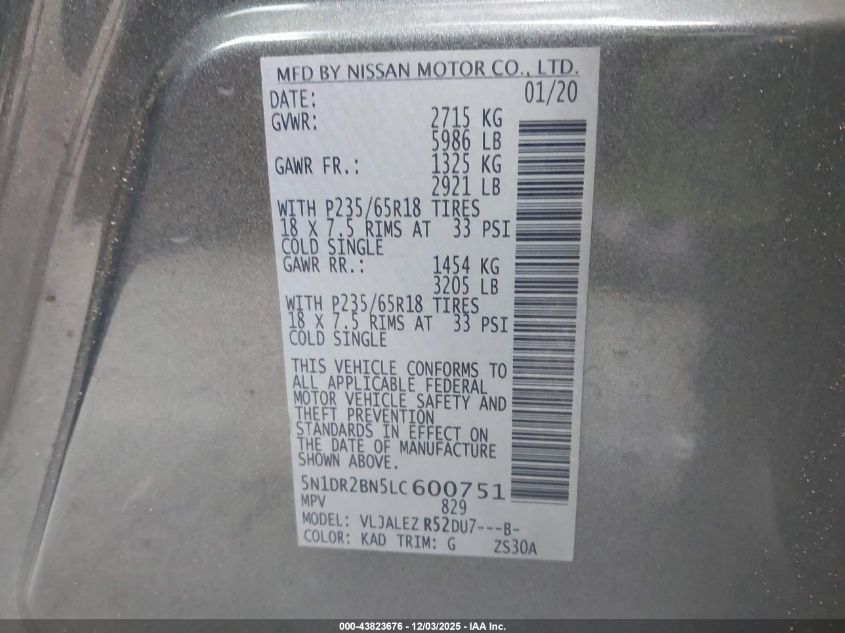 MFD BY NISSAN MOTOR CO., LTD.
DATE: 01/20
GVWR: 2715 KG
5986 LB
GAWR FR.: 1325 KG
2921 LB
WITH P235/65R18 TIRES
18 X 7.5 RIMS AT 33 PSI
COLD SINGLE
GAWR RR.: 1454 KG
3205 LB
WITH P235/65R18 TIRES
18 X 7.5 RIMS AT 33 PSI
COLD SINGLE
THIS VEHICLE CONFORMS TO
ALL APPLICABLE FEDERAL
MOTOR VEHICLE SAFETY AND
THEFT PREVENTION
STANDARDS IN EFFECT ON
THE DATE OF MANUFACTURE
SHOWN ABOVE.
5N1DR2BN5LC600751
MPV 829
MODEL: VLJALEZ R52DU7---B-
COLOR: KAD TRIM: G ZS30A
000-43823676 - 12/03/2025 - IAA Inc.